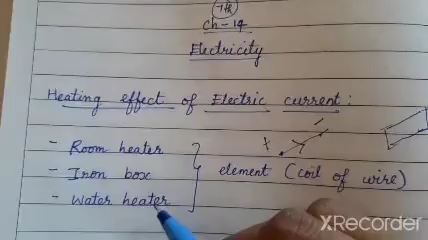 7th
Ch-14
Electricity
Heating effect of Electric current:
- Room heater
- Iron box
- Water heater
element (coil of wire)
XRecorder